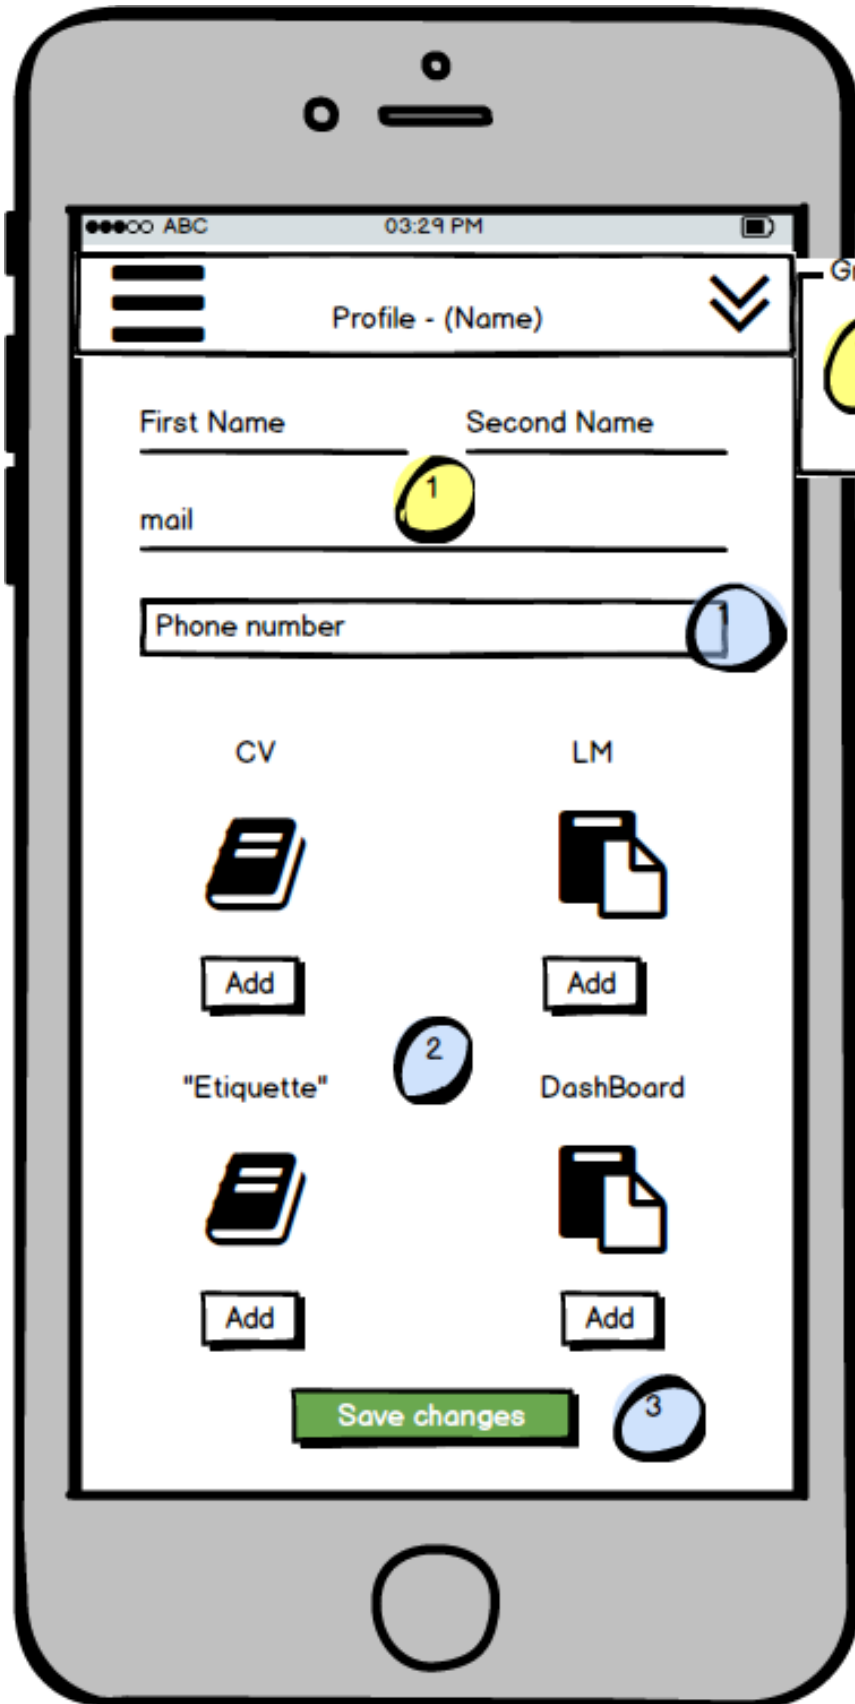 ABC 03:29 PM
Profile - (Name)
First Name Second Name
1
mail
Phone number 1
CV LM
Add Add
2
"Etiquette" DashBoard
Add Add
Save changes 3